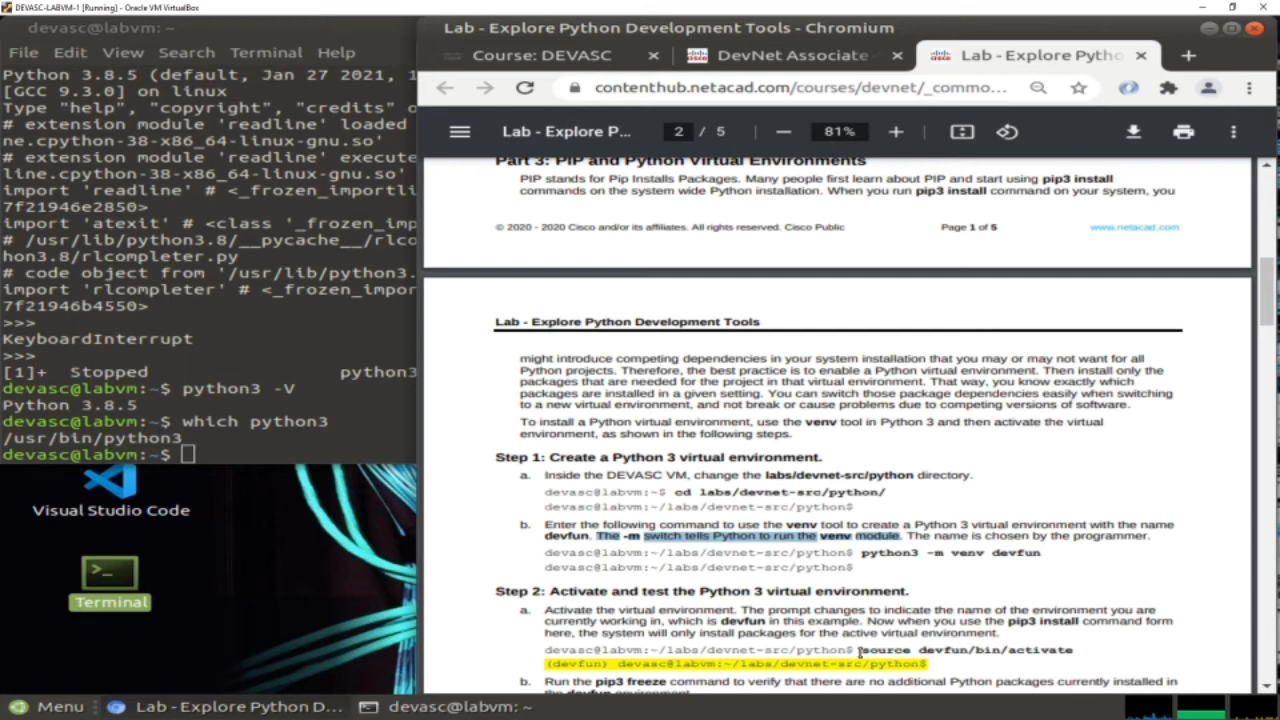 DEVASC-LABVM-1 [Running] - Oracle VM VirtualBox
devasc@labvm: ~
File Edit View Search Terminal Help
Python 3.8.5 (default, Jan 27 2021, 1
[GCC 9.3.0] on linux
Type "help", "copyright", "credits" o
# extension module 'readline' loaded
ne.cpython-38-x86_64-linux-gnu.so'
# extension module 'readline' execute
line.cpython-38-x86_64-linux-gnu.so'
import 'readline' # <_frozen_importli
7f21946e2850>
import 'atexit' # <class '_frozen_imp
# /usr/lib/python3.8/__pycache__/rlco
hon3.8/rlcompleter.py
# code object from '/usr/lib/python3.
import 'rlcompleter' # <_frozen_impor
7f21946b4550>
>>>
KeyboardInterrupt
>>>
[1]+ Stopped python3
devasc@labvm:~$ python3 -V
Python 3.8.5
devasc@labvm:~$ which python3
/usr/bin/python3
devasc@labvm:~$
Visual Studio Code
Terminal
Lab - Explore Python Development Tools - Chromium
Course: DEVASC
DevNet Associate
Lab - Explore Pytho
contenthub.netacad.com/courses/devnet/_commo...
Lab - Explore P... 2 / 5 81%
Part 3: PIP and Python Virtual Environments
PIP stands for Pip Installs Packages. Many people first learn about PIP and start using pip3 install
commands on the system wide Python installation. When you run pip3 install command on your system, you
© 2020 - 2020 Cisco and/or its affiliates. All rights reserved. Cisco Public Page 1 of 5 www.netacad.com
Lab - Explore Python Development Tools
might introduce competing dependencies in your system installation that you may or may not want for all
Python projects. Therefore, the best practice is to enable a Python virtual environment. Then install only the
packages that are needed for the project in that virtual environment. That way, you know exactly which
packages are installed in a given setting. You can switch those package dependencies easily when switching
to a new virtual environment, and not break or cause problems due to competing versions of software.
To install a Python virtual environment, use the venv tool in Python 3 and then activate the virtual
environment, as shown in the following steps.
Step 1: Create a Python 3 virtual environment.
a. Inside the DEVASC VM, change the labs/devnet-src/python directory.
devasc@labvm:~$ cd labs/devnet-src/python/
devasc@labvm:~/labs/devnet-src/python$
b. Enter the following command to use the venv tool to create a Python 3 virtual environment with the name
devfun. The -m switch tells Python to run the venv module. The name is chosen by the programmer.
devasc@labvm:~/labs/devnet-src/python$ python3 -m venv devfun
devasc@labvm:~/labs/devnet-src/python$
Step 2: Activate and test the Python 3 virtual environment.
a. Activate the virtual environment. The prompt changes to indicate the name of the environment you are
currently working in, which is devfun in this example. Now when you use the pip3 install command form
here, the system will only install packages for the active virtual environment.
devasc@labvm:~/labs/devnet-src/python$ source devfun/bin/activate
(devfun) devasc@labvm:~/labs/devnet-src/python$
b. Run the pip3 freeze command to verify that there are no additional Python packages currently installed in
the devfun environment.
Menu
Lab - Explore Python D...
devasc@labvm: ~